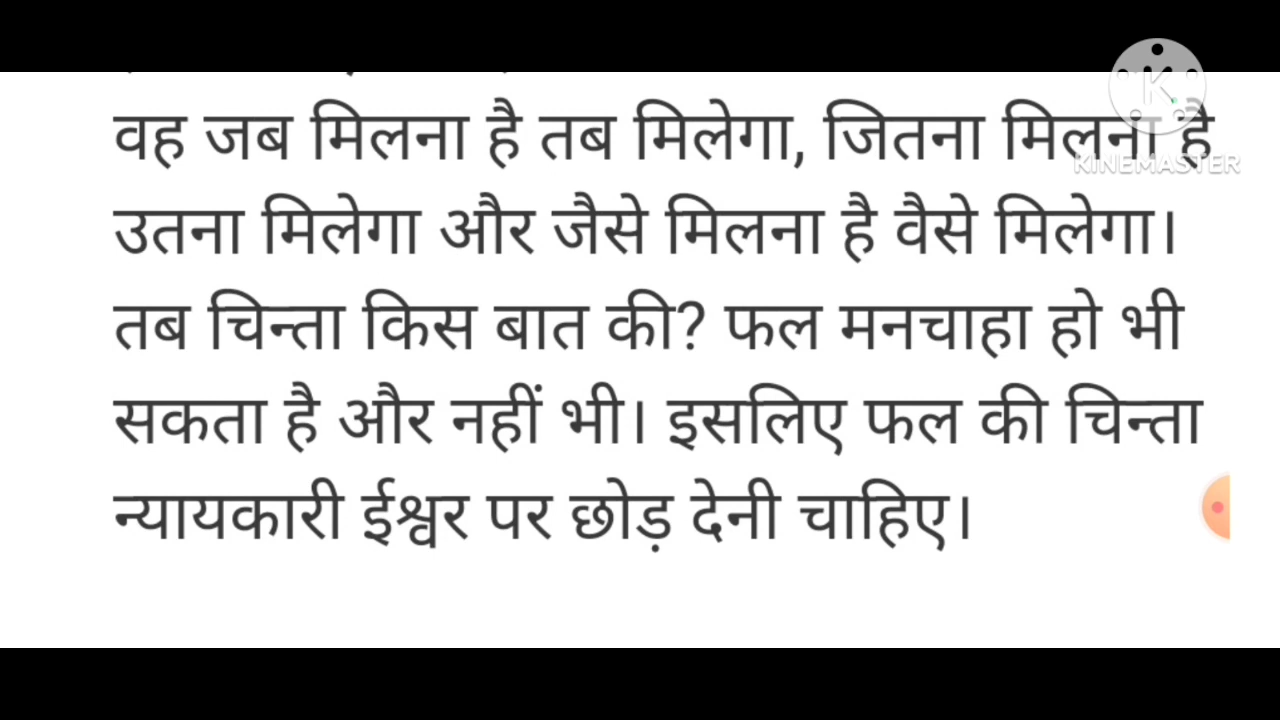 वह जब मिलना है तब मिलेगा, जितना मिलना है
उतना मिलेगा और जैसे मिलना है वैसे मिलेगा।
तब चिन्ता किस बात की? फल मनचाहा हो भी
सकता है और नहीं भी। इसलिए फल की चिन्ता
न्यायकारी ईश्वर पर छोड़ देनी चाहिए।
K
KINEMASTER